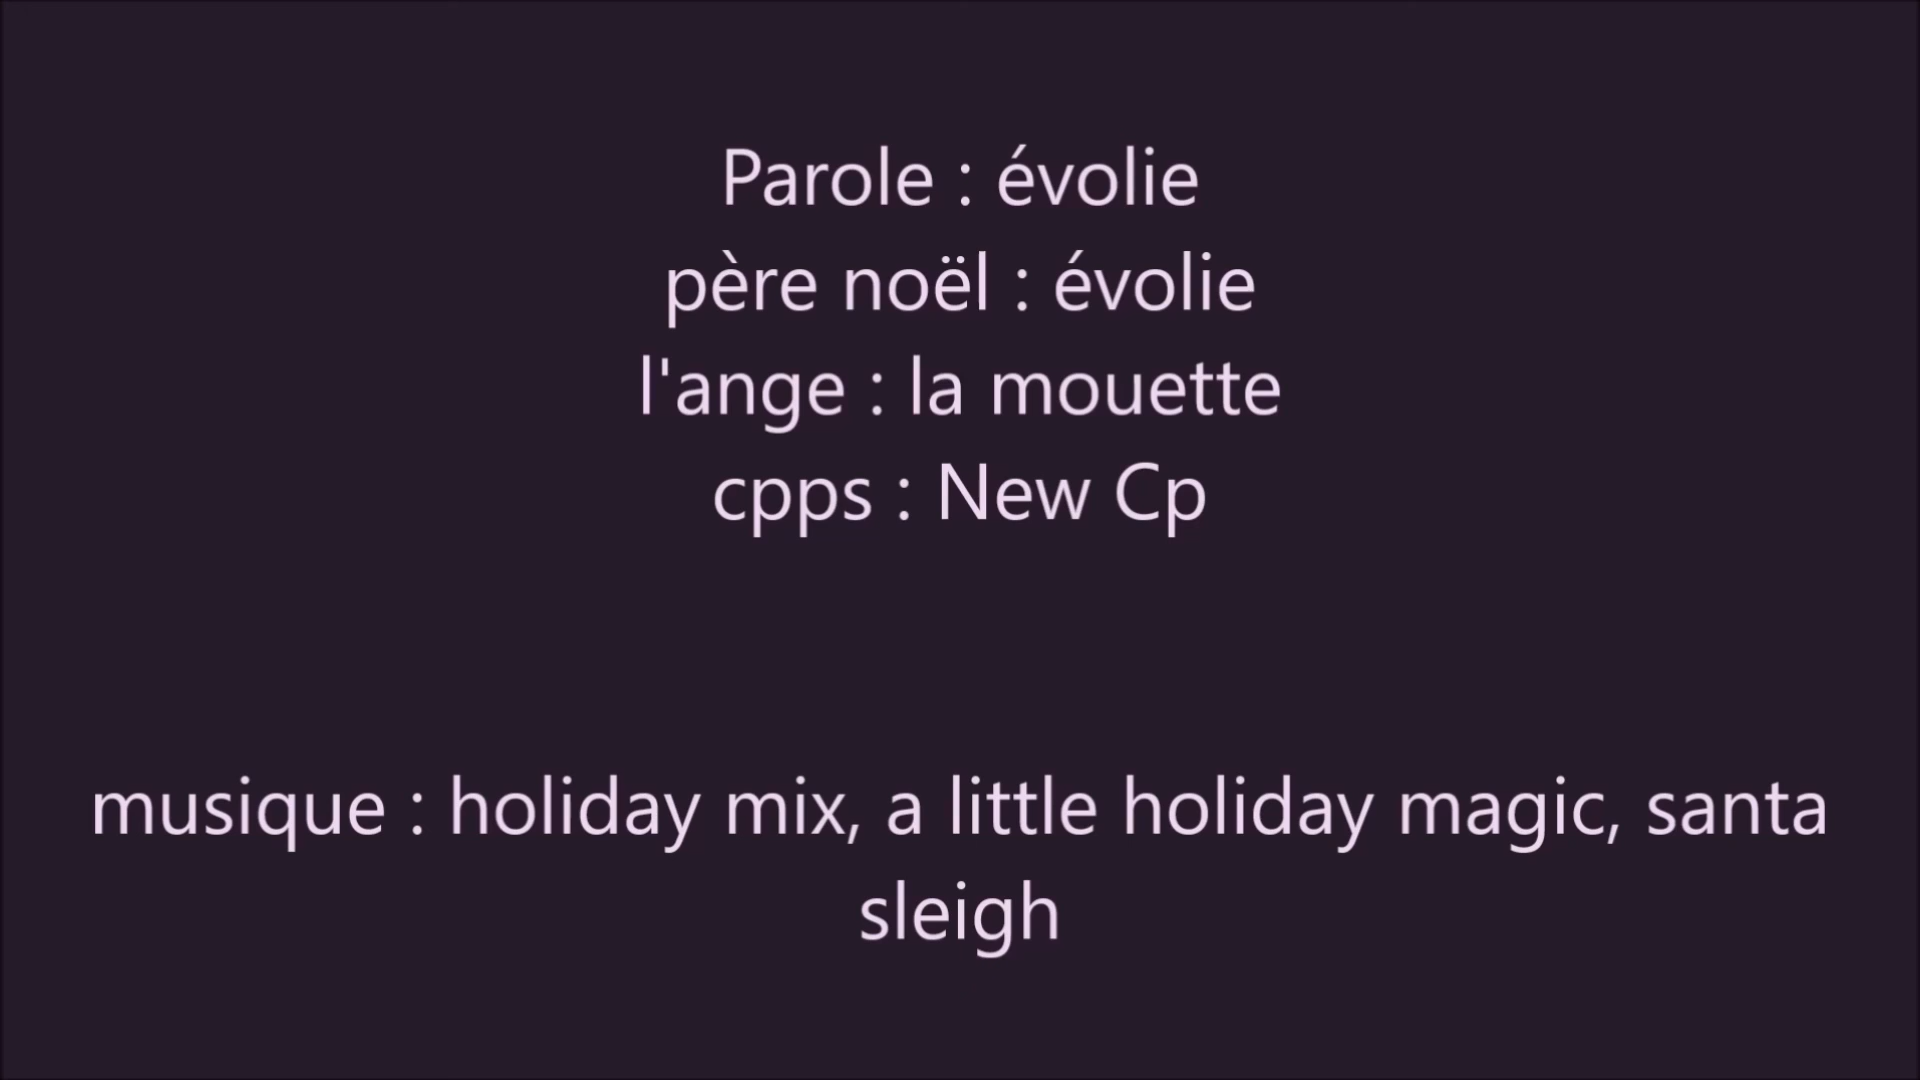 Parole : évolie
père noël : évolie
l'ange : la mouette
cpps : New Cp
musique : holiday mix, a little holiday magic, santa
sleigh